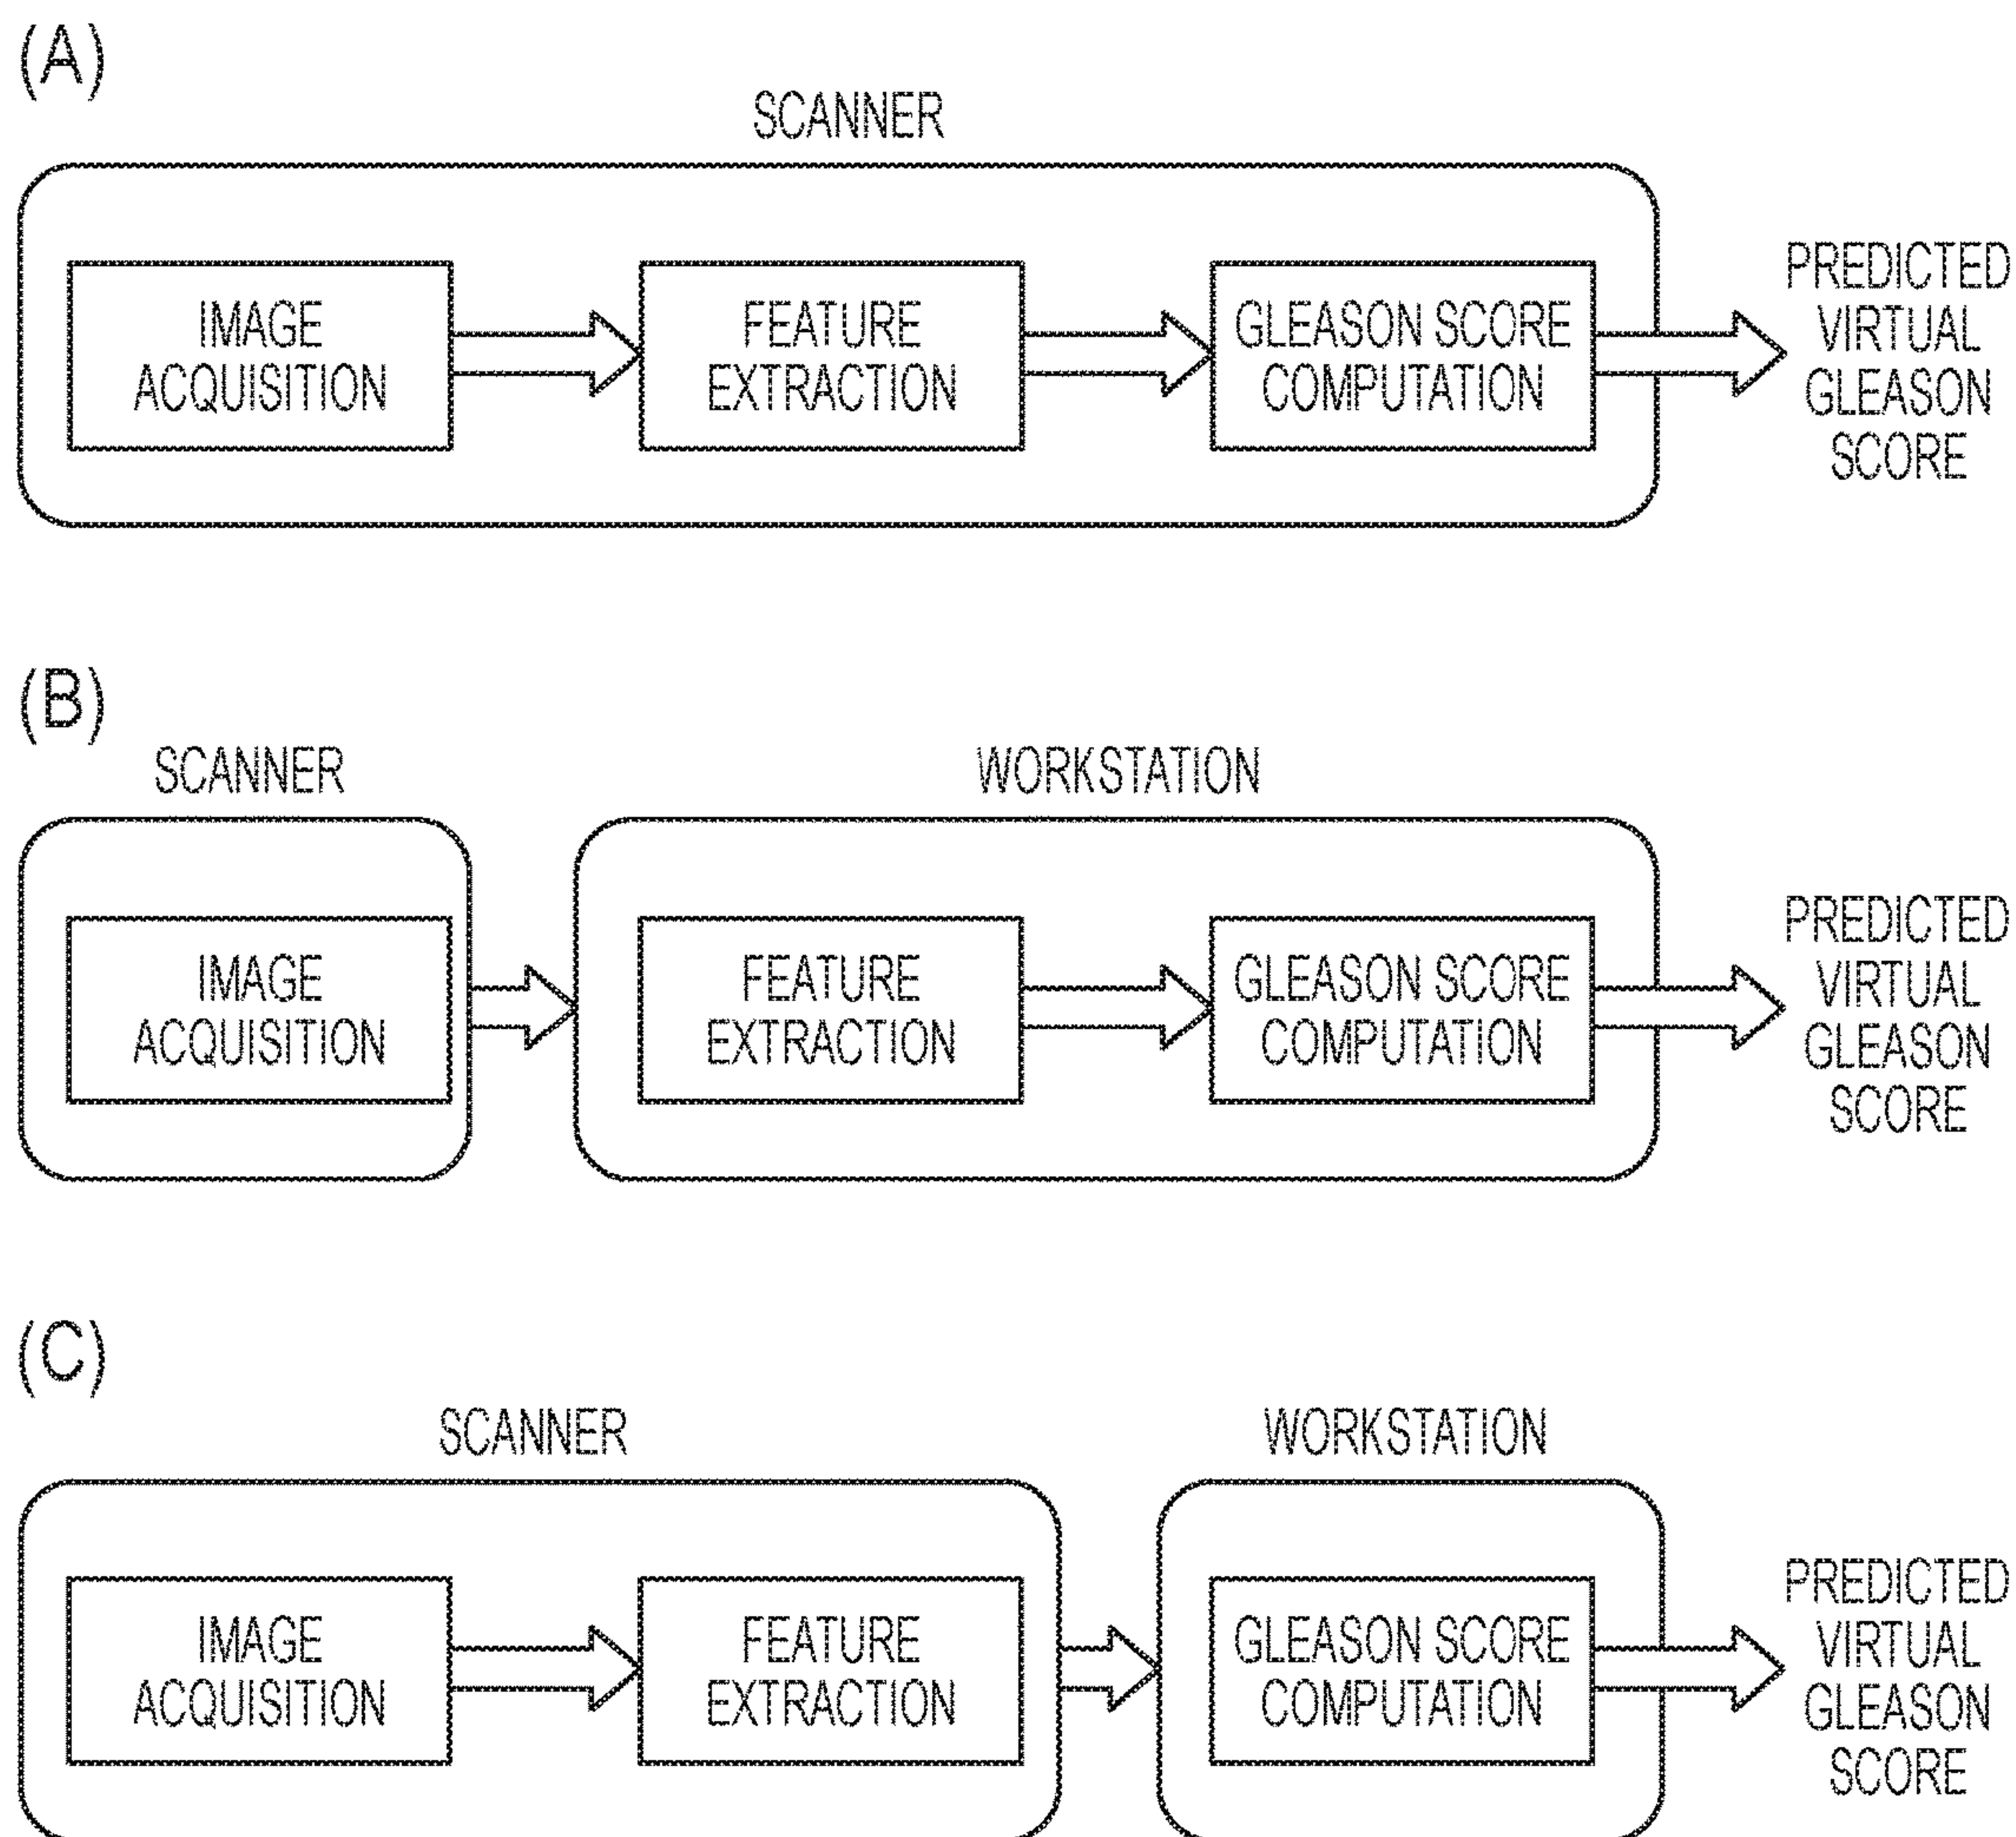 (A)
SCANNER
IMAGE
ACQUISITION
FEATURE
EXTRACTION
GLEASON SCORE
COMPUTATION
PREDICTED
VIRTUAL
GLEASON
SCORE
(B)
SCANNER
WORKSTATION
IMAGE
ACQUISITION
FEATURE
EXTRACTION
GLEASON SCORE
COMPUTATION
PREDICTED
VIRTUAL
GLEASON
SCORE
(C)
SCANNER
WORKSTATION
IMAGE
ACQUISITION
FEATURE
EXTRACTION
GLEASON SCORE
COMPUTATION
PREDICTED
VIRTUAL
GLEASON
SCORE